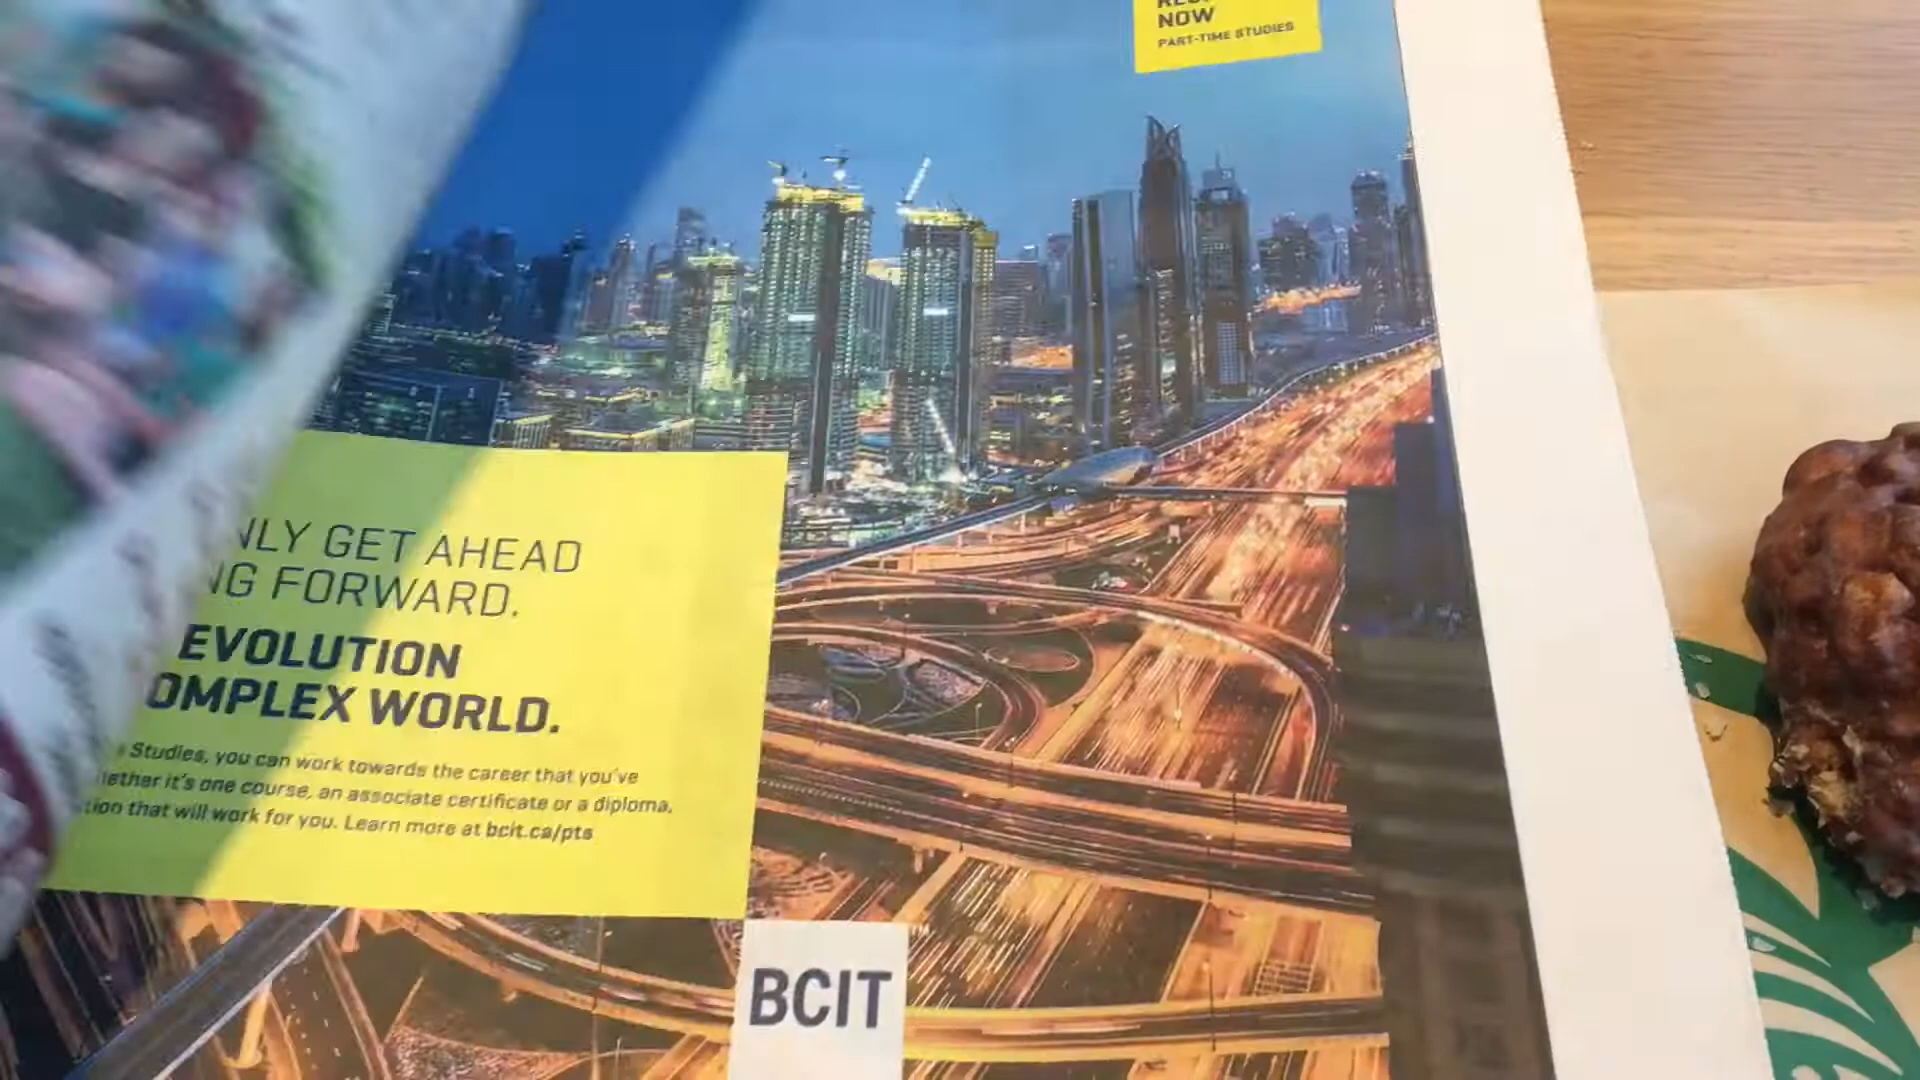 NOW
PART-TIME STUDIES
NLY GET AHEAD
NG FORWARD.
EVOLUTION
OMPLEX WORLD.
Studies, you can work towards the career that you've
hether it's one course, an associate certificate or a diploma,
tion that will work for you. Learn more at bcit.ca/pts
BCIT